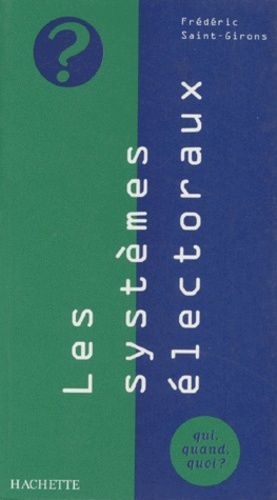 ?
Frédéric
Saint-Girons
Les
systèmes
électoraux
qui,
quand,
quoi?
HACHETTE